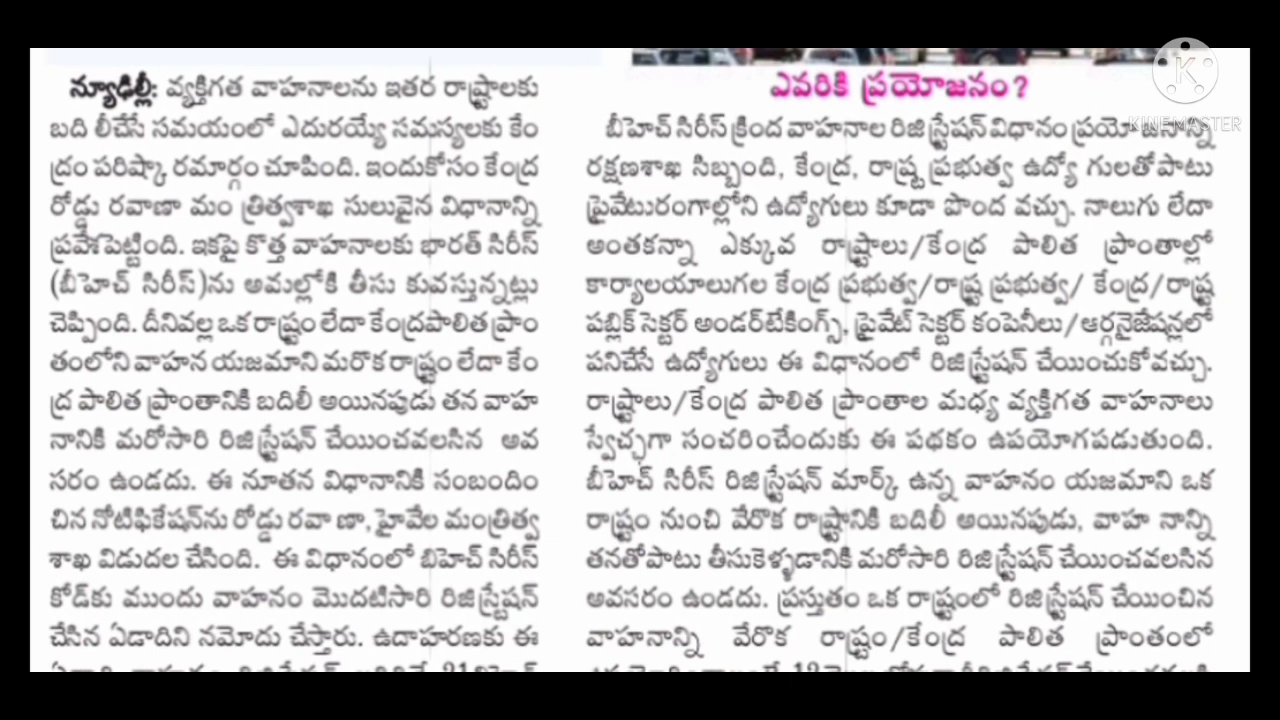 న్యూఢిల్లీ: వ్యక్తిగత వాహనాలను ఇతర రాష్ట్రాలకు
బది లీచేసే సమయంలో ఎదురయ్యే సమస్యలకు కేం
ద్రం పరిష్కా రమార్గం చూపింది. ఇందుకోసం కేంద్ర
రోడ్డు రవాణా మం త్రిత్వశాఖ సులువైన విధానాన్ని
ప్రవేశపెట్టింది. ఇకపై కొత్త వాహనాలకు భారత్ సిరీస్
(బీహెచ్ సిరీస్)ను అమల్లోకి తీసు కువస్తున్నట్లు
చెప్పింది. దీనివల్ల ఒక రాష్ట్రం లేదా కేంద్రపాలిత ప్రాం
తంలోని వాహన యజమాని మరొక రాష్ట్రం లేదా కేం
ద్ర పాలిత ప్రాంతానికి బదిలీ అయినపుడు తన వాహ
నానికి మరోసారి రిజి స్ట్రేషన్ చేయించవలసిన అవ
సరం ఉండదు. ఈ నూతన విధానానికి సంబంధిం
చిన నోటిఫికేషన్‌ను రోడ్డు రవా ణా, హైవేల మంత్రిత్వ
శాఖ విడుదల చేసింది. ఈ విధానంలో బిహెచ్ సిరీస్
కోడ్‌కు ముందు వాహనం మొదటిసారి రిజి స్ట్రేషన్
చేసిన ఏడాదిని నమోదు చేస్తారు. ఉదాహరణకు ఈ
ఎవరికి ప్రయోజనం?
బీహెచ్ సిరీస్ క్రింద వాహనాల రిజి స్ట్రేషన్ విధానం ప్రయో జనాన్ని
రక్షణశాఖ సిబ్బంది, కేంద్ర, రాష్ట్ర ప్రభుత్వ ఉద్యో గులతోపాటు
ప్రైవేటురంగాల్లోని ఉద్యోగులు కూడా పొంద వచ్చు. నాలుగు లేదా
అంతకన్నా ఎక్కువ రాష్ట్రాలు/కేంద్ర పాలిత ప్రాంతాల్లో
కార్యాలయాలుగల కేంద్ర ప్రభుత్వ/రాష్ట్ర ప్రభుత్వ/ కేంద్ర/రాష్ట్ర
పబ్లిక్ సెక్టర్ అండర్‌టేకింగ్స్, ప్రైవేట్ సెక్టర్ కంపెనీలు/ఆర్గనైజేషన్లలో
పనిచేసే ఉద్యోగులు ఈ విధానంలో రిజి స్ట్రేషన్ చేయించుకోవచ్చు.
రాష్ట్రాలు/కేంద్ర పాలిత ప్రాంతాల మధ్య వ్యక్తిగత వాహనాలు
స్వేచ్ఛగా సంచరించేందుకు ఈ పథకం ఉపయోగపడుతుంది.
బీహెచ్ సిరీస్ రిజి స్ట్రేషన్ మార్క్ ఉన్న వాహనం యజమాని ఒక
రాష్ట్రం నుంచి వేరొక రాష్ట్రానికి బదిలీ అయినపుడు, వాహ నాన్ని
తనతోపాటు తీసుకెళ్ళడానికి మరోసారి రిజి స్ట్రేషన్ చేయించవలసిన
అవసరం ఉండదు. ప్రస్తుతం ఒక రాష్ట్రంలో రిజి స్ట్రేషన్ చేయించిన
వాహనాన్ని వేరొక రాష్ట్రం/కేంద్ర పాలిత ప్రాంతంలో
KINEMASTER